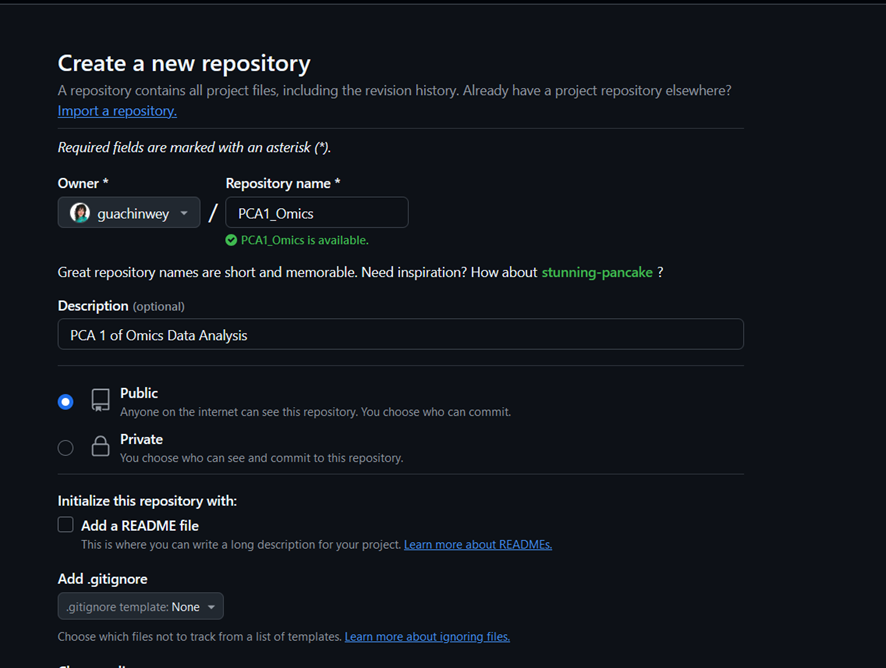 Create a new repository
A repository contains all project files, including the revision history. Already have a project repository elsewhere?
Import a repository.
Required fields are marked with an asterisk (*).
Owner * Repository name *
guachinwey / PCA1_Omics
PCA1_Omics is available.
Great repository names are short and memorable. Need inspiration? How about stunning-pancake ?
Description (optional)
PCA 1 of Omics Data Analysis
Public
Anyone on the internet can see this repository. You choose who can commit.
Private
You choose who can see and commit to this repository.
Initialize this repository with:
Add a README file
This is where you can write a long description for your project. Learn more about READMEs.
Add .gitignore
.gitignore template: None
Choose which files not to track from a list of templates. Learn more about ignoring files.